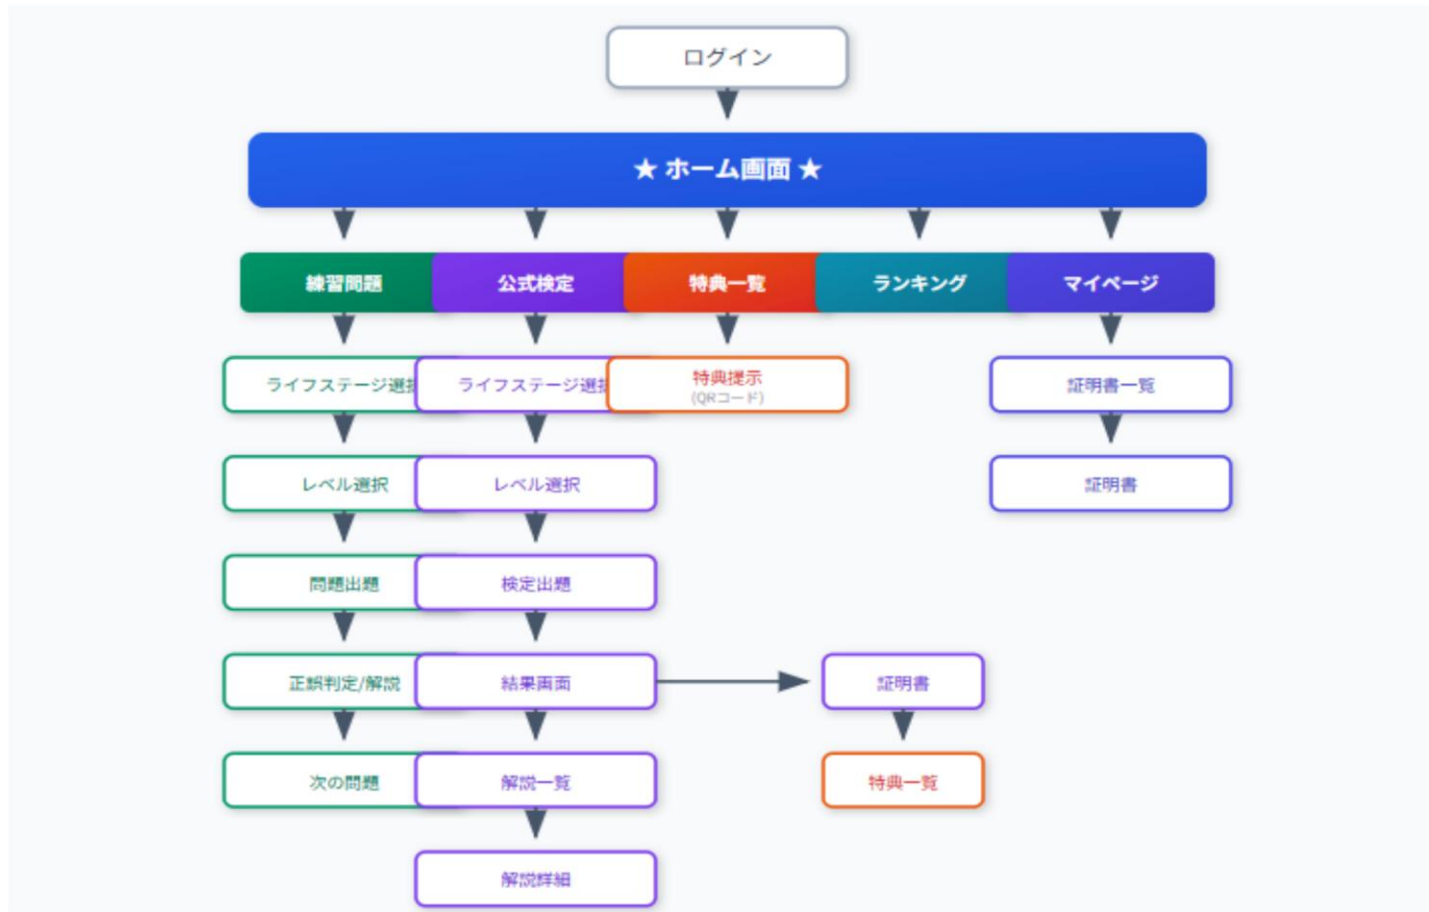 ログイン
★ ホーム画面 ★
練習問題
公式検定
特典一覧
ランキング
マイページ
ライフステージ選択
ライフステージ選択
特典提示
(QRコード)
証明書一覧
レベル選択
レベル選択
証明書
問題出題
検定出題
正誤判定/解説
結果画面
証明書
次の問題
解説一覧
特典一覧
解説詳細